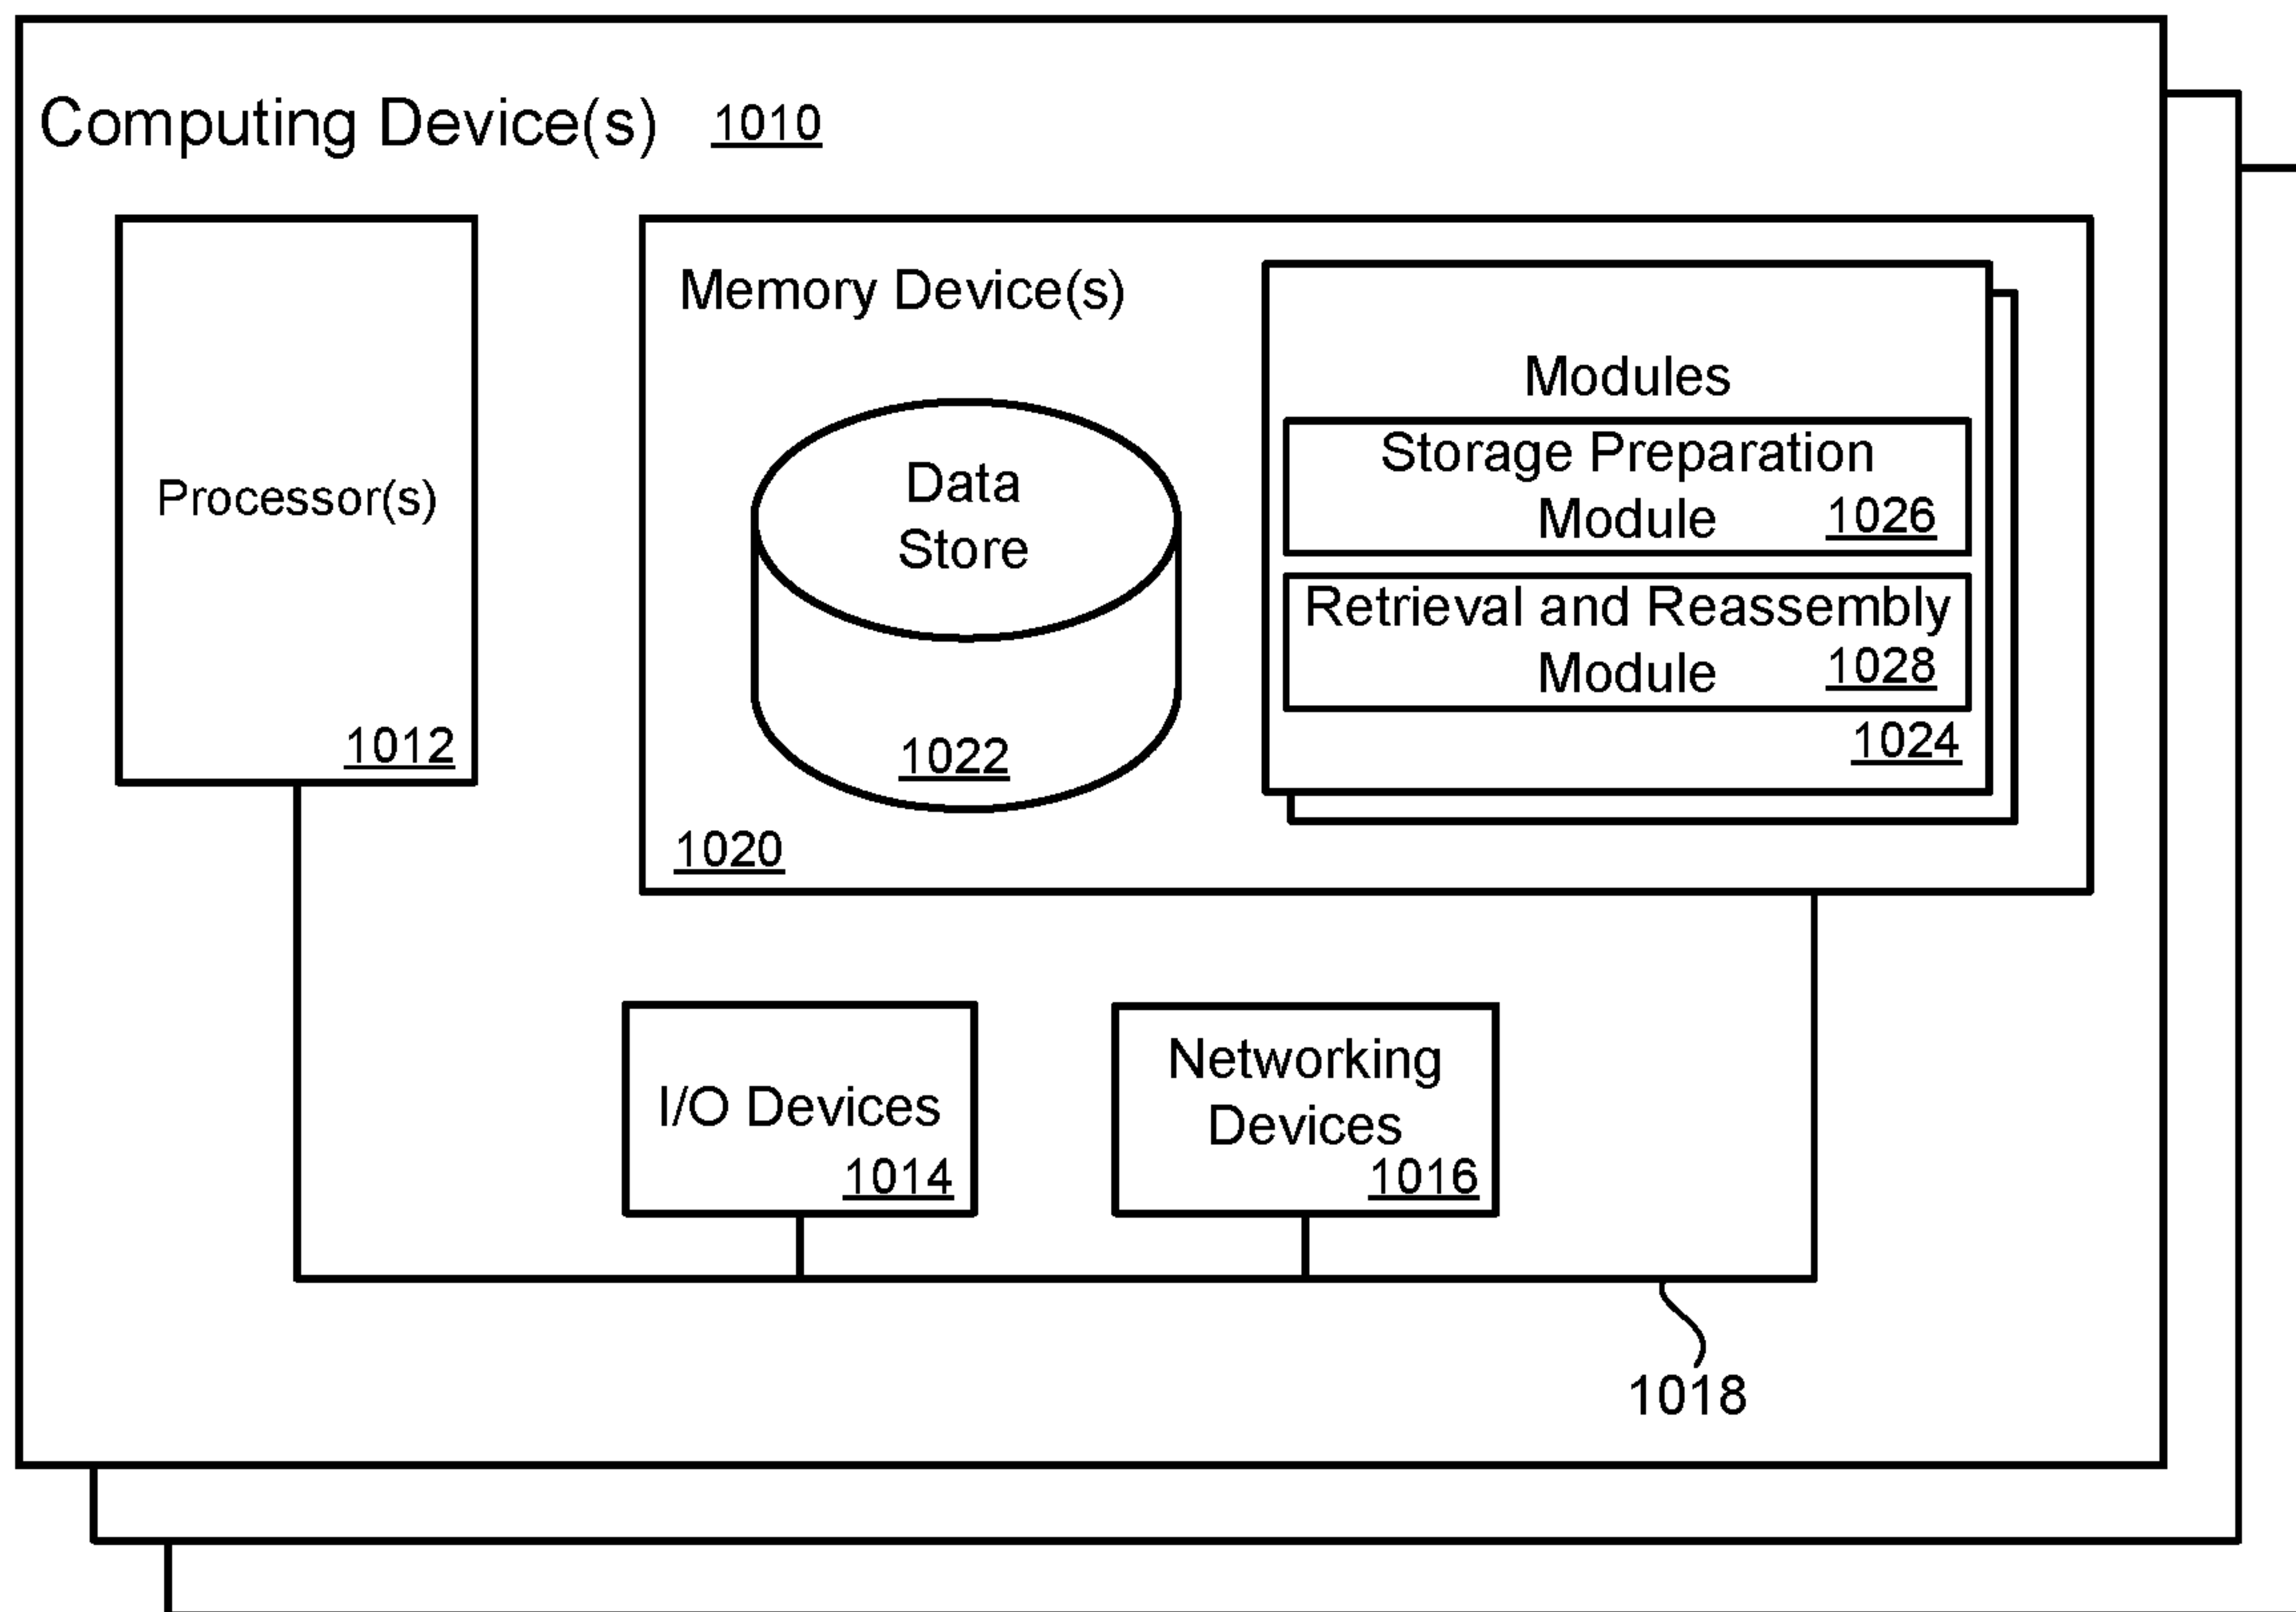 Computing Device(s) 1010
Processor(s)
1012
Memory Device(s)
Data
Store
1022
1020
Modules
Storage Preparation
Module 1026
Retrieval and Reassembly
Module 1028
1024
I/O Devices
1014
Networking
Devices
1016
1018